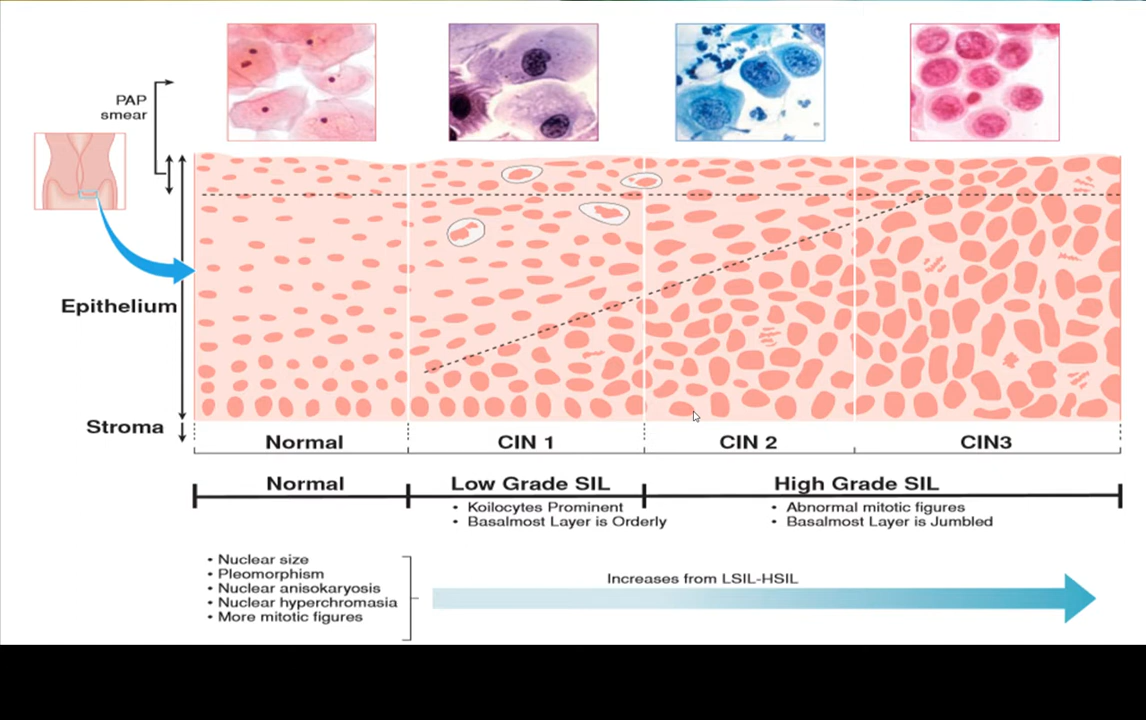 PAP
smear
Epithelium
Stroma
Normal
CIN 1
CIN 2
CIN3
Normal
Low Grade SIL
High Grade SIL
• Koilocytes Prominent
• Basalmost Layer is Orderly
• Abnormal mitotic figures
• Basalmost Layer is Jumbled
• Nuclear size
• Pleomorphism
• Nuclear anisokaryosis
• Nuclear hyperchromasia
• More mitotic figures
Increases from LSIL-HSIL